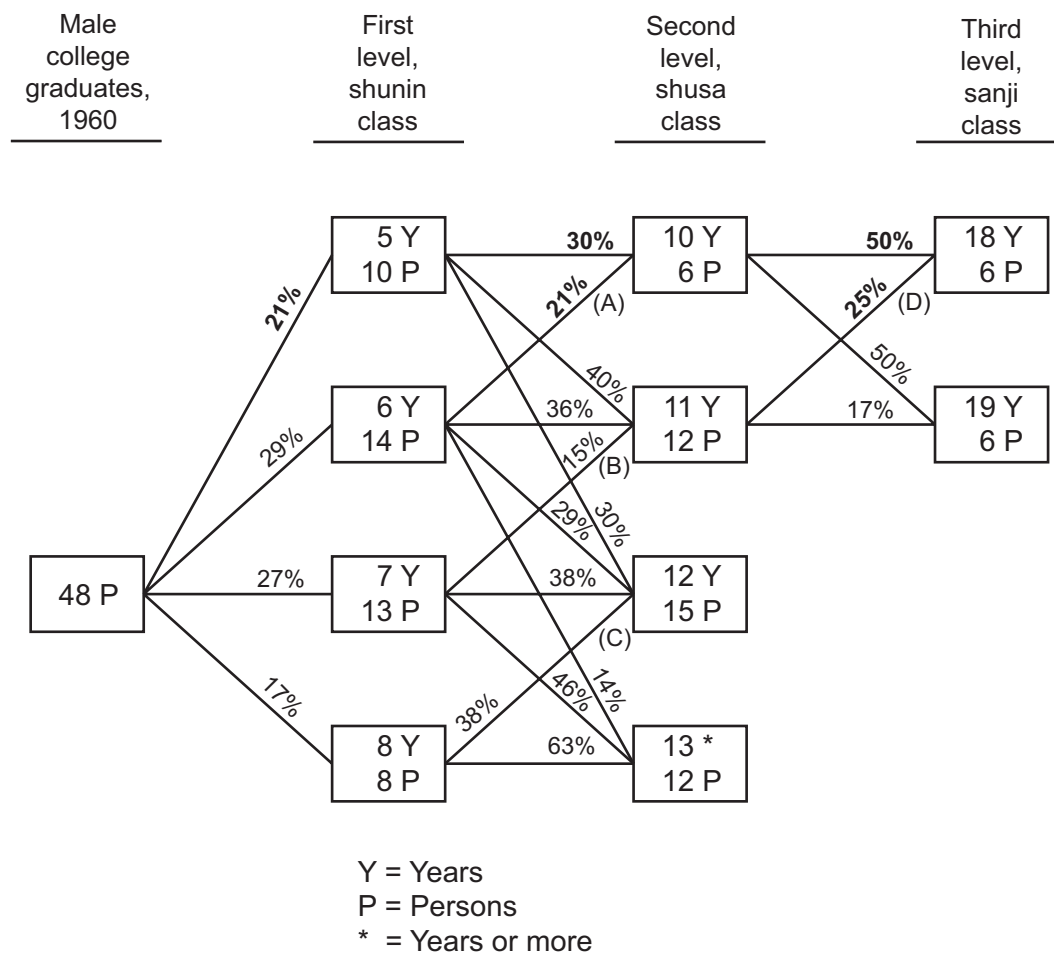 Male
college
graduates,
1960
First
level,
shunin
class
Second
level,
shusa
class
Third
level,
sanji
class
48 P
21%
29%
27%
17%
5 Y
10 P
6 Y
14 P
7 Y
13 P
8 Y
8 P
30%
21%
(A)
40%
36%
15%
(B)
29%
30%
38%
(C)
46%
14%
38%
63%
10 Y
6 P
11 Y
12 P
12 Y
15 P
13 *
12 P
50%
25%
(D)
50%
17%
18 Y
6 P
19 Y
6 P
Y = Years
P = Persons
* = Years or more